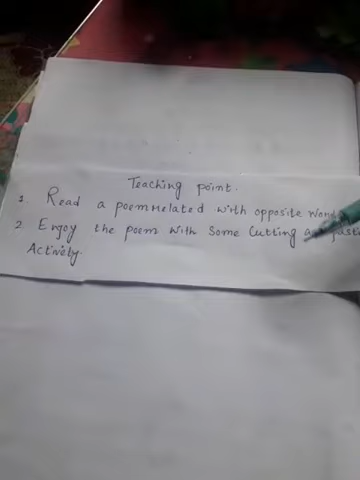 Teaching point.
1. Read a poem related with opposite word
2. Enjoy the poem with Some Cutting
Activity.